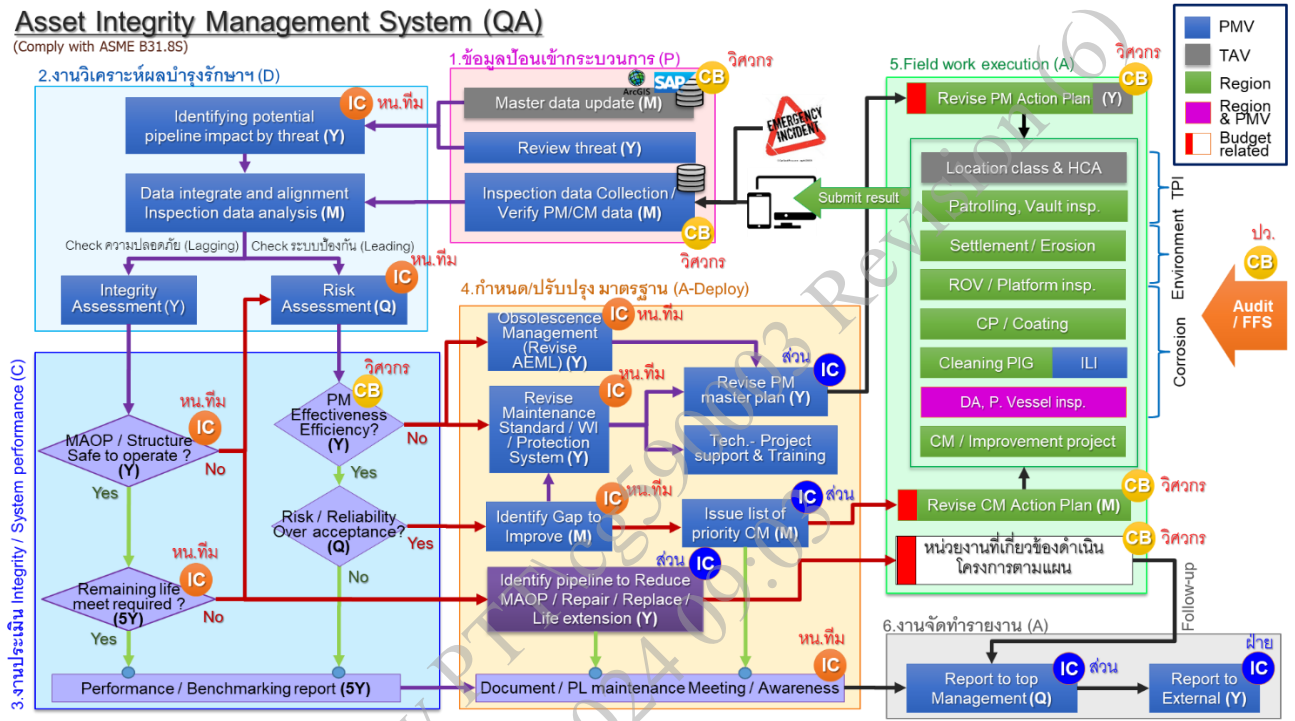 Asset Integrity Management System (QA)
(Comply with ASME B31.8S)
2.งานวิเคราะห์ผลบำรุงรักษาฯ (D)
IC หน.ทีม
Identifying potential
pipeline impact by threat (Y)
Data integrate and alignment
Inspection data analysis (M)
Check ความปลอดภัย (Lagging)
Check ระบบป้องกัน (Leading)
Integrity
Assessment (Y)
IC หน.ทีม
Risk
Assessment (Q)
1.ข้อมูลป้อนเข้ากระบวนการ (P)
ArcGIS
SAP
CB วิศวกร
Master data update (M)
Review threat (Y)
Inspection data Collection /
Verify PM/CM data (M)
CB
วิศวกร
EMERGENCY
INCIDENT
Submit result
3.งานประเมิน Integrity / System performance (C)
หน.ทีม
IC
MAOP / Structure
Safe to operate ?
(Y)
No
Yes
หน.ทีม
IC
Remaining life
meet required ?
(5Y)
No
Yes
วิศวกร
CB
PM
Effectiveness
Efficiency?
(Y)
No
Yes
Risk / Reliability
Over acceptance?
(Q)
Yes
No
Performance / Benchmarking report (5Y)
4.กำหนด/ปรับปรุง มาตรฐาน (A-Deploy)
IC หน.ทีม
Obsolescence
Management
(Revise
AEML) (Y)
IC หน.ทีม
Revise
Maintenance
Standard / WI
/ Protection
System (Y)
ส่วน
IC
Revise PM
master plan (Y)
Tech.- Project
support & Training
IC หน.ทีม
Identify Gap to
Improve (M)
IC ส่วน
Issue list of
priority CM (M)
ส่วน IC
Identify pipeline to Reduce
MAOP / Repair / Replace /
Life extension (Y)
หน.ทีม
IC
Document / PL maintenance Meeting / Awareness
5.Field work execution (A)
วิศวกร
CB
Revise PM Action Plan (Y)
Location class & HCA
Patrolling, Vault insp.
Settlement / Erosion
ROV / Platform insp.
CP / Coating
Cleaning PIG
ILI
DA, P. Vessel insp.
CM / Improvement project
TPI
Environment
Corrosion
CB วิศวกร
Revise CM Action Plan (M)
CB วิศวกร
หน่วยงานที่เกี่ยวข้องดำเนิน
โครงการตามแผน
Follow-up
6.งานจัดทำรายงาน (A)
IC ส่วน
Report to top
Management (Q)
ฝ่าย
IC
Report to
External (Y)
PMV
TAV
Region
Region
& PMV
Budget
related
ปว.
CB
Audit
/ FFS